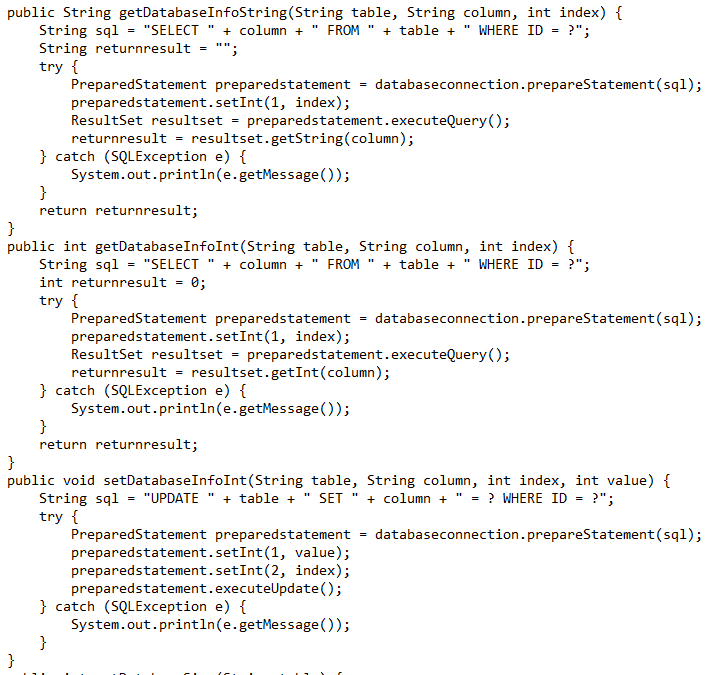 public String getDatabaseInfoString(String table, String column, int index) {
    String sql = "SELECT " + column + " FROM " + table + " WHERE ID = ?";
    String returnresult = "";
    try {
        PreparedStatement preparedstatement = databaseconnection.prepareStatement(sql);
        preparedstatement.setInt(1, index);
        ResultSet resultset = preparedstatement.executeQuery();
        returnresult = resultset.getString(column);
    } catch (SQLException e) {
        System.out.println(e.getMessage());
    }
    return returnresult;
}
public int getDatabaseInfoInt(String table, String column, int index) {
    String sql = "SELECT " + column + " FROM " + table + " WHERE ID = ?";
    int returnresult = 0;
    try {
        PreparedStatement preparedstatement = databaseconnection.prepareStatement(sql);
        preparedstatement.setInt(1, index);
        ResultSet resultset = preparedstatement.executeQuery();
        returnresult = resultset.getInt(column);
    } catch (SQLException e) {
        System.out.println(e.getMessage());
    }
    return returnresult;
}
public void setDatabaseInfoInt(String table, String column, int index, int value) {
    String sql = "UPDATE " + table + " SET " + column + " = ? WHERE ID = ?";
    try {
        PreparedStatement preparedstatement = databaseconnection.prepareStatement(sql);
        preparedstatement.setInt(1, value);
        preparedstatement.setInt(2, index);
        preparedstatement.executeUpdate();
    } catch (SQLException e) {
        System.out.println(e.getMessage());
    }
}